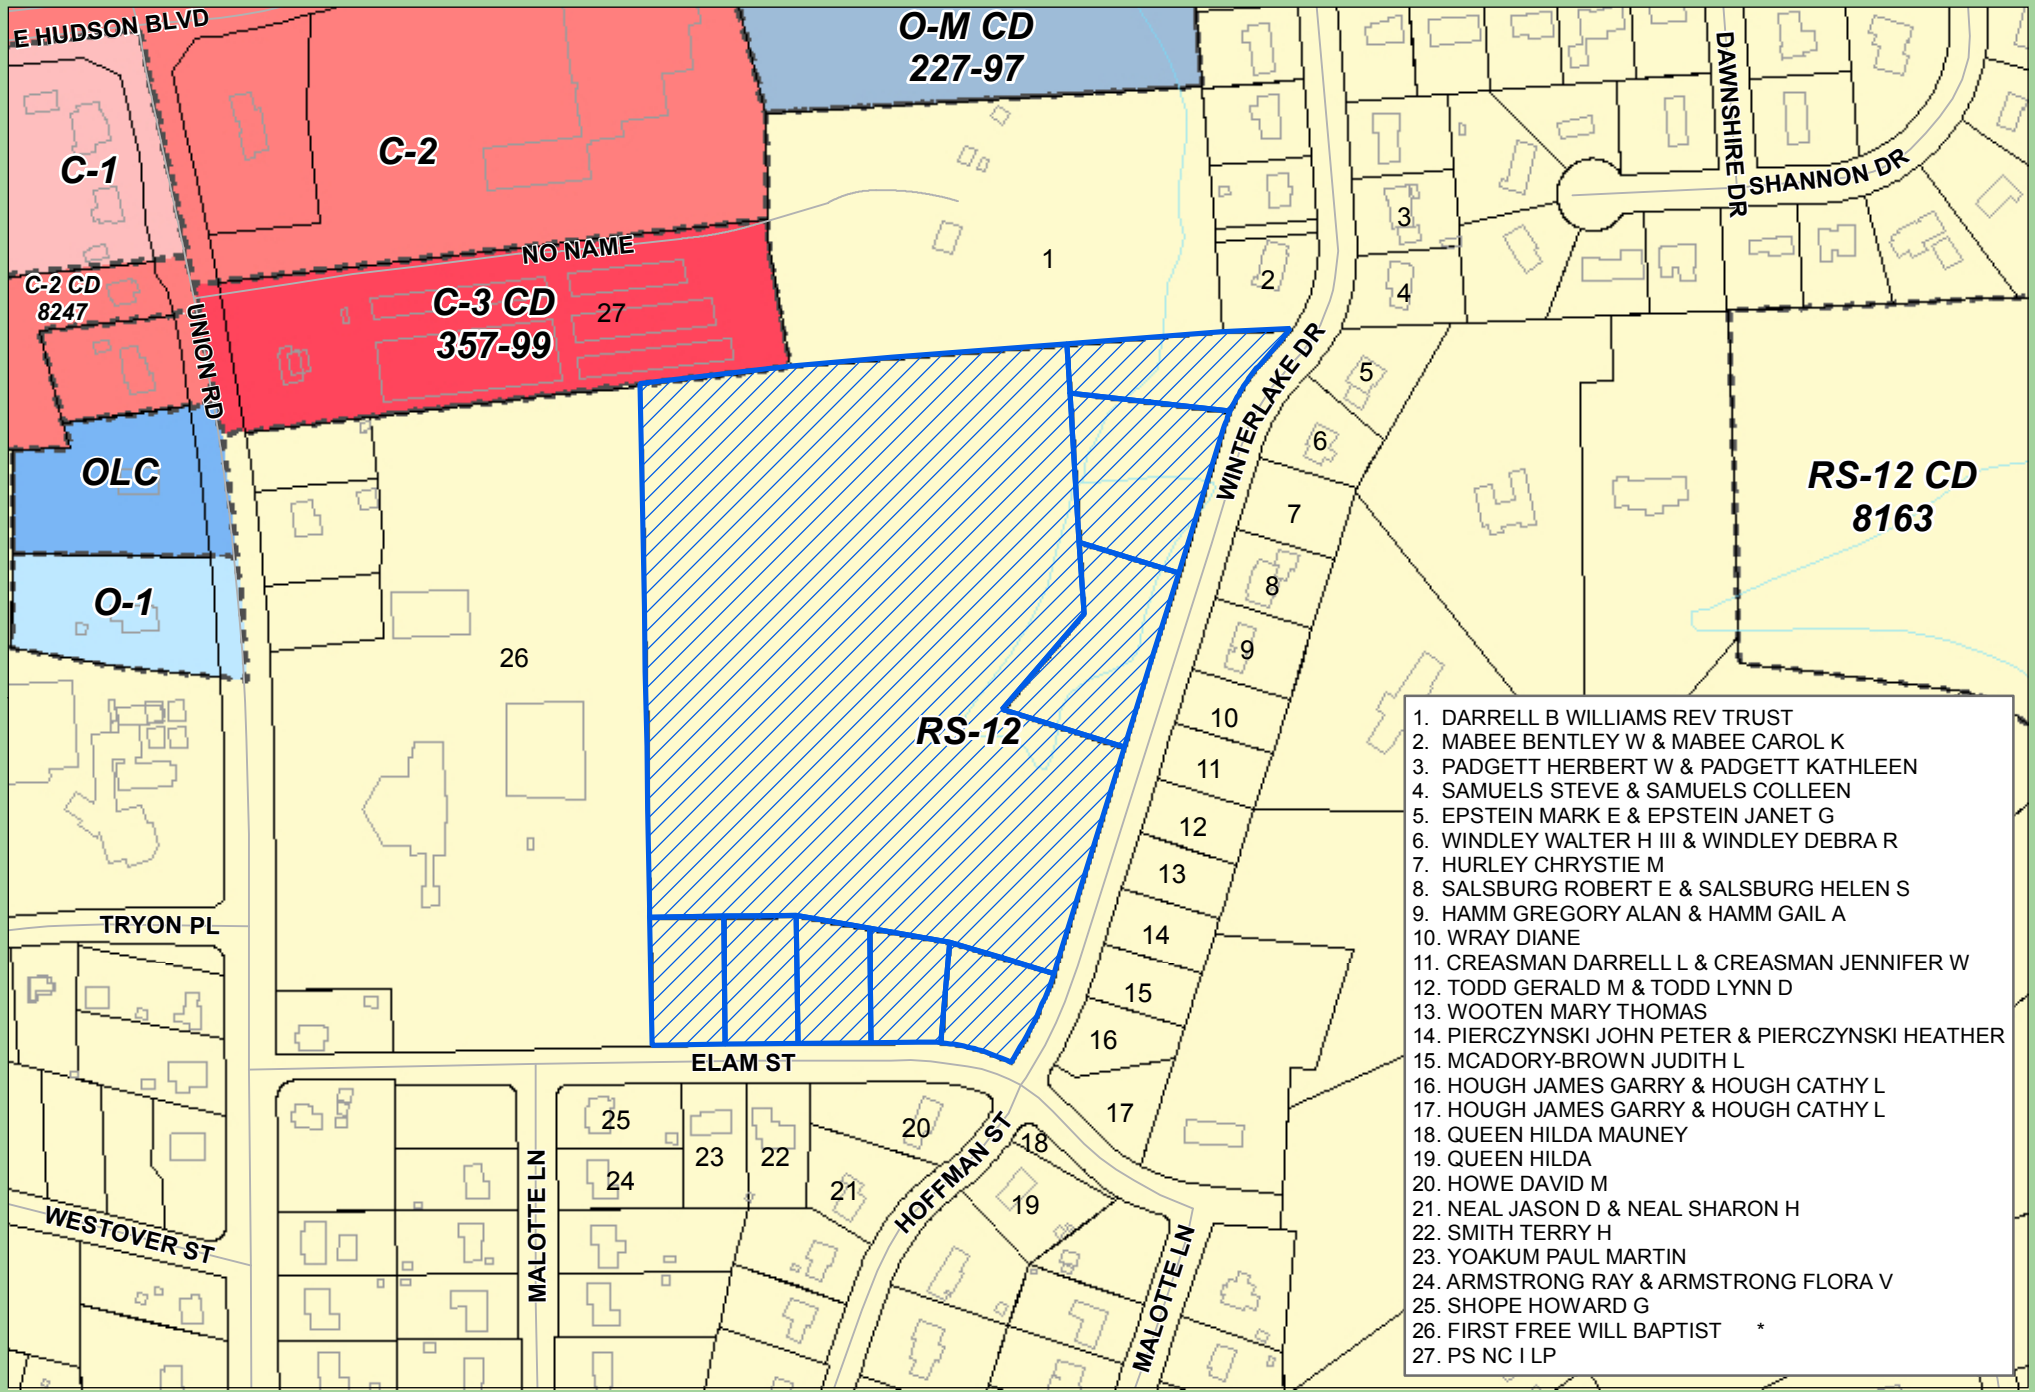 E HUDSON BLVD
O-M CD
227-97
DAWNSHIRE DR
SHANNON DR
C-1
C-2
NO NAME
C-2 CD
8247
UNION RD
C-3 CD
357-99
27
1
2
3
4
5
6
7
8
9
10
11
12
13
14
15
16
17
18
19
20
21
22
23
24
25
26
WINTERLAKE DR
OLC
O-1
RS-12 CD
8163
RS-12
TRYON PL
ELAM ST
HOFFMAN ST
MALOTTE LN
WESTOVER ST
MALOTTE LN
1. DARRELL B WILLIAMS REV TRUST
2. MABEE BENTLEY W & MABEE CAROL K
3. PADGETT HERBERT W & PADGETT KATHLEEN
4. SAMUELS STEVE & SAMUELS COLLEEN
5. EPSTEIN MARK E & EPSTEIN JANET G
6. WINDLEY WALTER H III & WINDLEY DEBRA R
7. HURLEY CHRYSTIE M
8. SALSBURG ROBERT E & SALSBURG HELEN S
9. HAMM GREGORY ALAN & HAMM GAIL A
10. WRAY DIANE
11. CREASMAN DARRELL L & CREASMAN JENNIFER W
12. TODD GERALD M & TODD LYNN D
13. WOOTEN MARY THOMAS
14. PIERCZYNSKI JOHN PETER & PIERCZYNSKI HEATHER
15. MCADORY-BROWN JUDITH L
16. HOUGH JAMES GARRY & HOUGH CATHY L
17. HOUGH JAMES GARRY & HOUGH CATHY L
18. QUEEN HILDA MAUNEY
19. QUEEN HILDA
20. HOWE DAVID M
21. NEAL JASON D & NEAL SHARON H
22. SMITH TERRY H
23. YOAKUM PAUL MARTIN
24. ARMSTRONG RAY & ARMSTRONG FLORA V
25. SHOPE HOWARD G
26. FIRST FREE WILL BAPTIST *
27. PS NC I LP